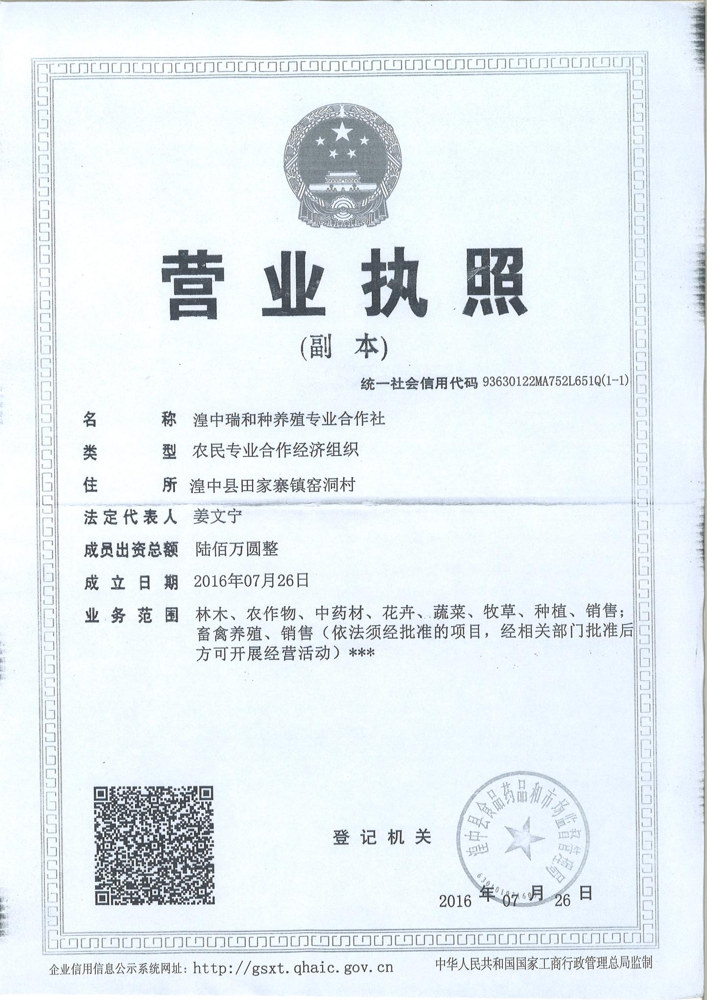 营业执照
(副 本)
统一社会信用代码 93630122MA752L651Q(1-1)
名 称 湟中瑞和种养殖专业合作社
类 型 农民专业合作经济组织
住 所 湟中县田家寨镇窑洞村
法定代表人 姜文宁
成员出资总额 陆佰万圆整
成立日期 2016年07月26日
业务范围 林木、农作物、中药材、花卉、蔬菜、牧草、种植、销售；
畜禽养殖、销售（依法须经批准的项目，经相关部门批准后
方可开展经营活动）***
湟中县食品药品和市场监督管理局
登记机关
2016 年 07 月 26 日
企业信用信息公示系统网址：http://gsxt.qhaic.gov.cn
中华人民共和国国家工商行政管理总局监制